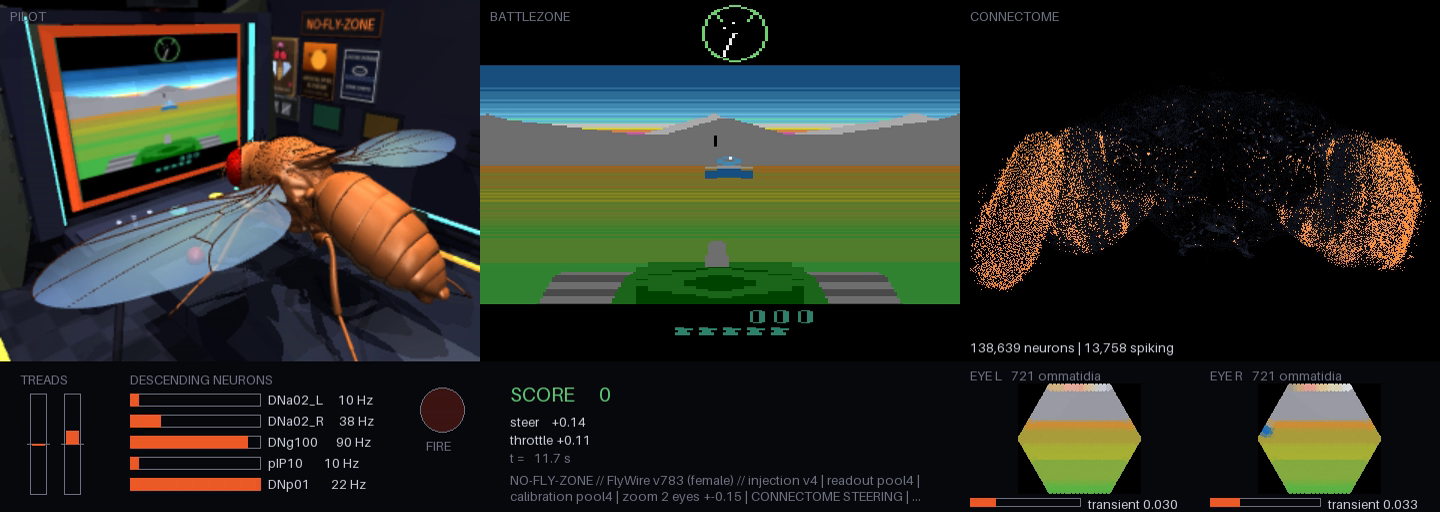 PILOT
NO-FLY-ZONE
BATTLEZONE
000
CONNECTOME
138,639 neurons | 13,758 spiking
TREADS
DESCENDING NEURONS
DNa02_L 10 Hz
DNa02_R 38 Hz
DNg100 90 Hz
pIP10 10 Hz
DNp01 22 Hz
FIRE
SCORE 0
steer +0.14
throttle +0.11
t = 11.7 s
NO-FLY-ZONE // FlyWire v783 (female) // injection v4 | readout pool4 |
calibration pool4 | zoom 2 eyes +-0.15 | CONNECTOME STEERING | ...
EYE L 721 ommatidia
transient 0.030
EYE R 721 ommatidia
transient 0.033